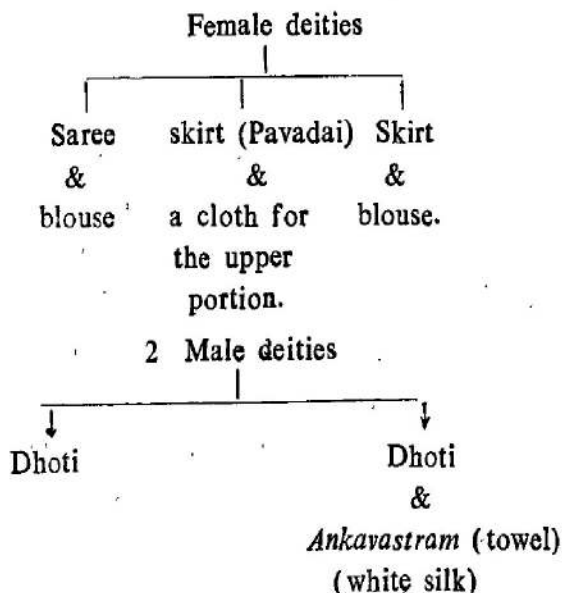 Female deities
Saree skirt (Pavadai) Skirt
& & &
blouse a cloth for blouse.
the upper
portion.
2 Male deities
Dhoti Dhoti
&
Ankavastram (towel)
(white silk)